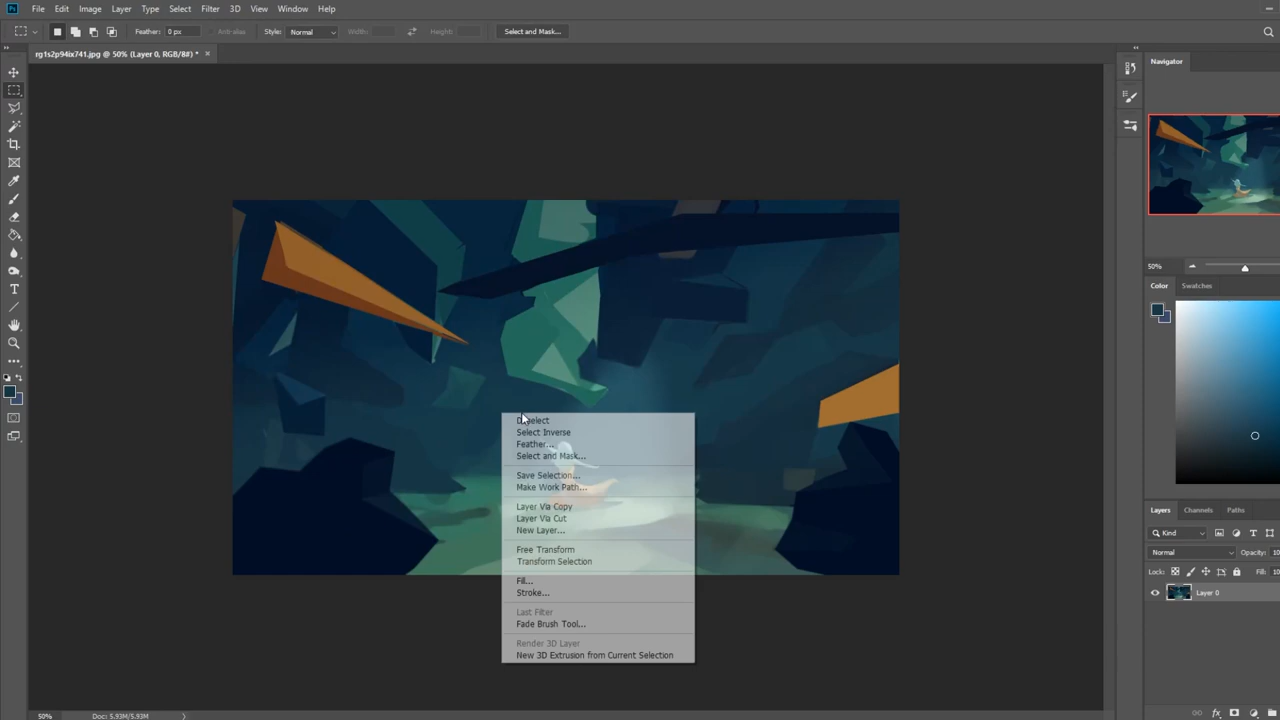 Ps File Edit Image Layer Type Select Filter 3D View Window Help
Feather: 0 px Anti-alias Style: Normal Width: Height: Select and Mask...
rg1s2p94ix741.jpg @ 50% (Layer 0, RGB/8#) * ×
Navigator
50%
Color Swatches
Deselect
Select Inverse
Feather...
Select and Mask...
Save Selection...
Make Work Path...
Layer Via Copy
Layer Via Cut
New Layer...
Free Transform
Transform Selection
Fill...
Stroke...
Last Filter
Fade Brush Tool...
Render 3D Layer
New 3D Extrusion from Current Selection
Layers Channels Paths
Kind
Normal Opacity: 10
Lock: Fill: 10
Layer 0
fx
50% Doc: 5.93M/5.93M